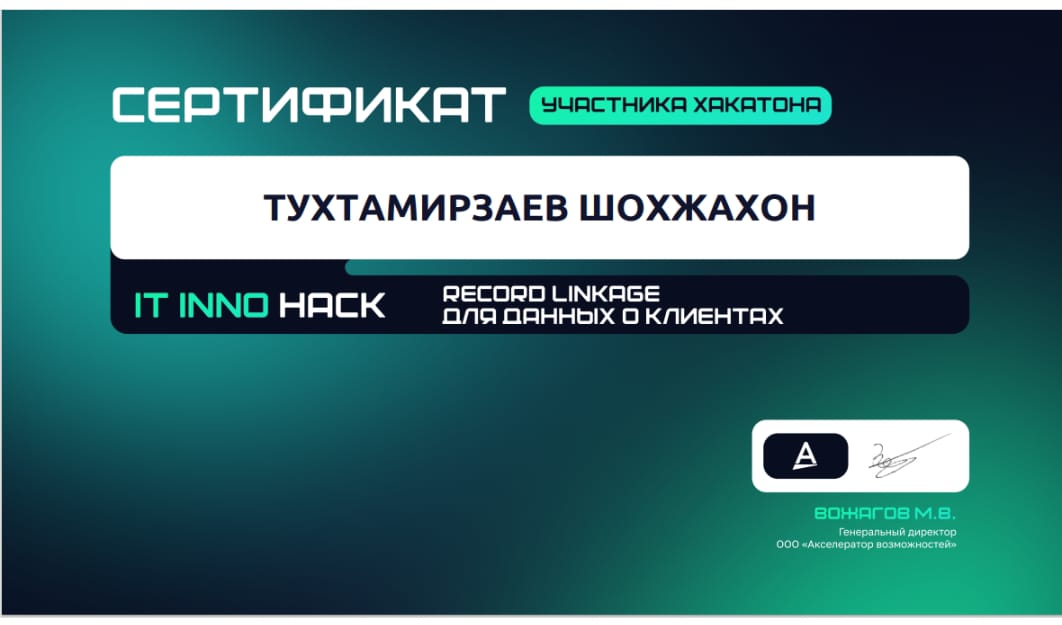 СЕРТИФИКАТ УЧАСТНИКА ХАКАТОНА
ТУХТАМИРЗАЕВ ШОХЖАХОН
IT INNO HACK
RECORD LINKAGE
ДЛЯ ДАННЫХ О КЛИЕНТАХ
ВОЖАГОВ М.В.
Генеральный директор
ООО «Акселератор возможностей»